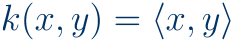 k(x, y) = ⟨x, y⟩